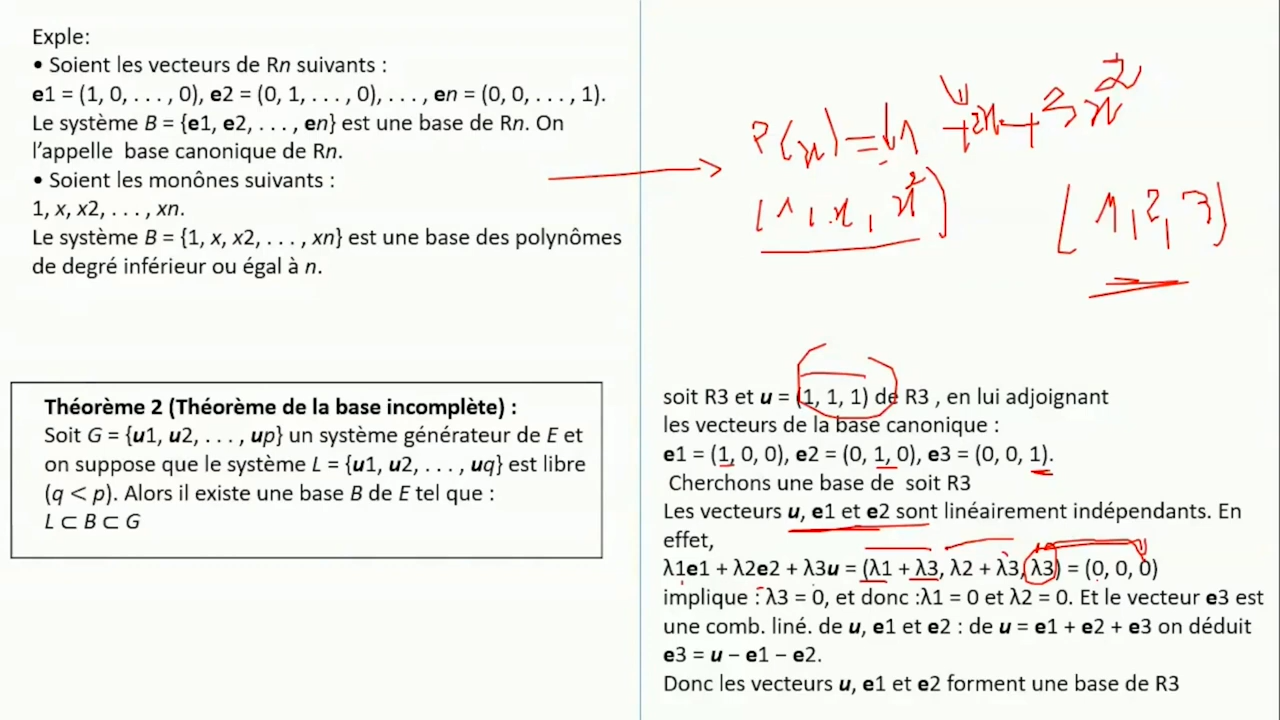 Exple:
• Soient les vecteurs de Rn suivants :
e1 = (1, 0, . . . , 0), e2 = (0, 1, . . . , 0), . . . , en = (0, 0, . . . , 1).
Le système B = {e1, e2, . . . , en} est une base de Rn. On
l’appelle base canonique de Rn.
• Soient les monônes suivants :
1, x, x2, . . . , xn.
Le système B = {1, x, x2, . . . , xn} est une base des polynômes
de degré inférieur ou égal à n.
Théorème 2 (Théorème de la base incomplète) :
Soit G = {u1, u2, . . . , up} un système générateur de E et
on suppose que le système L = {u1, u2, . . . , uq} est libre
(q < p). Alors il existe une base B de E tel que :
L ⊂ B ⊂ G
P(x) = 1 + 2x + 3x²
(1, x, x²)
(1, 2, 3)
soit R3 et u = (1, 1, 1) de R3 , en lui adjoignant
les vecteurs de la base canonique :
e1 = (1, 0, 0), e2 = (0, 1, 0), e3 = (0, 0, 1).
Cherchons une base de soit R3
Les vecteurs u, e1 et e2 sont linéairement indépendants. En
effet,
λ1e1 + λ2e2 + λ3u = (λ1 + λ3, λ2 + λ3, λ3) = (0, 0, 0)
implique : λ3 = 0, et donc :λ1 = 0 et λ2 = 0. Et le vecteur e3 est
une comb. liné. de u, e1 et e2 : de u = e1 + e2 + e3 on déduit
e3 = u − e1 − e2.
Donc les vecteurs u, e1 et e2 forment une base de R3